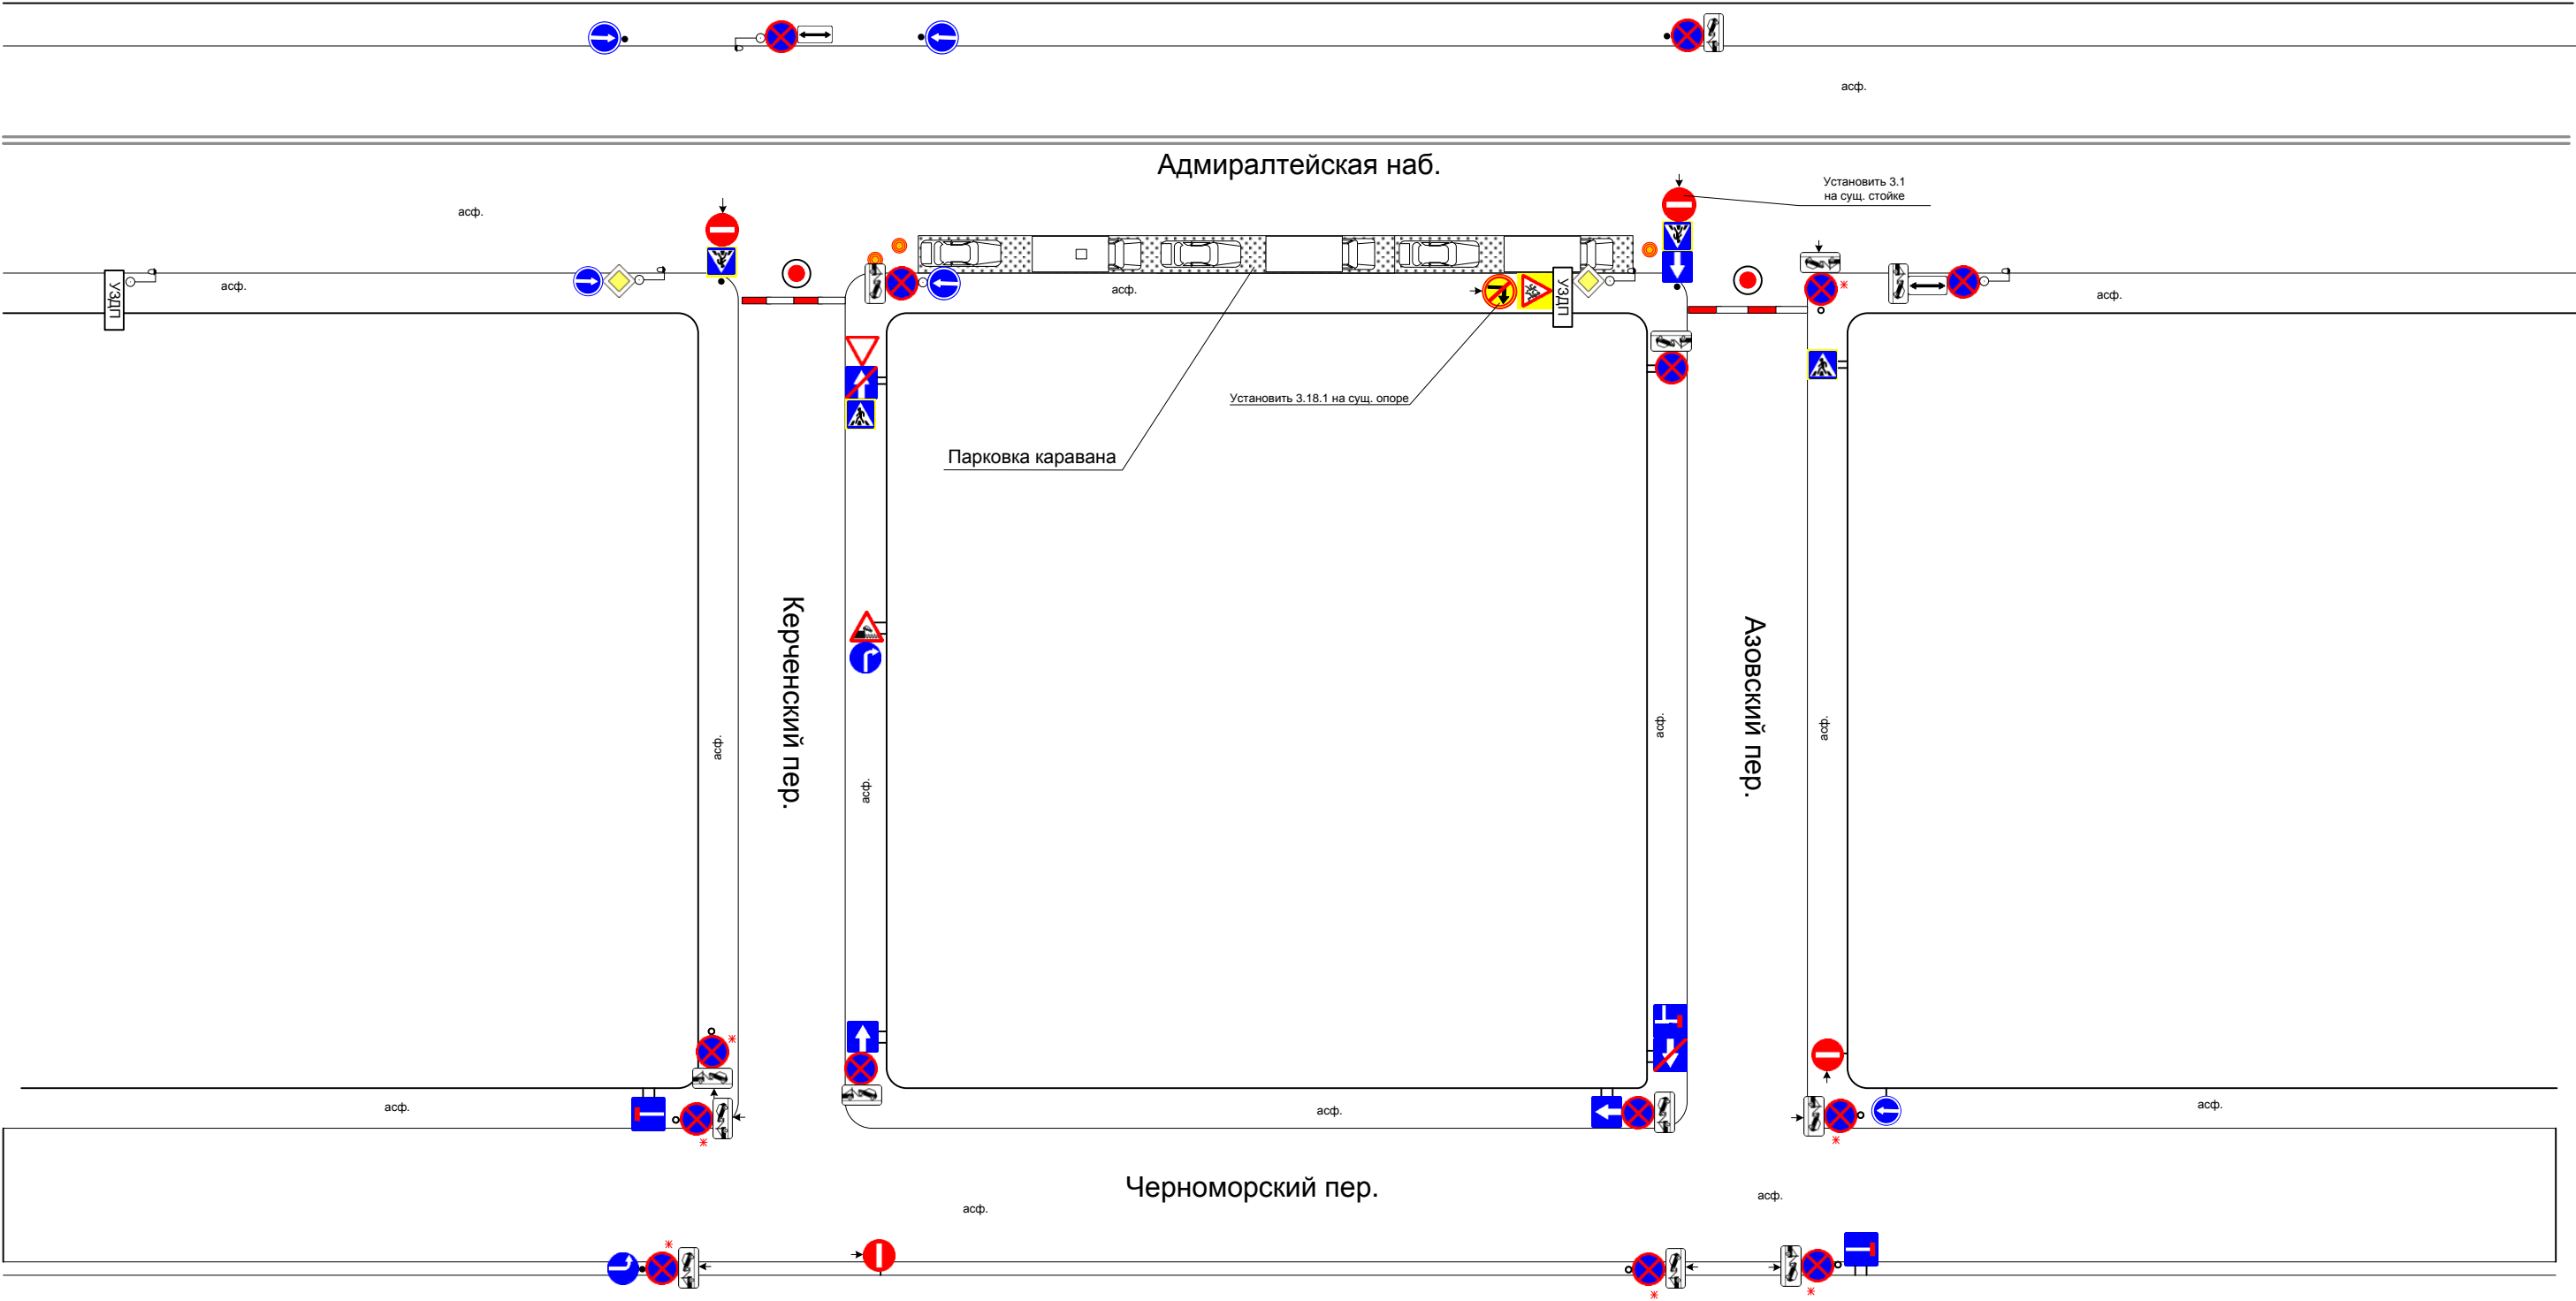 асф.
Адмиралтейская наб.
Установить 3.1
на сущ. стойке
асф.
УЗДП
асф.
асф.
УЗДП
асф.
Установить 3.18.1 на сущ. опоре
Парковка каравана
Керченский пер.
Азовский пер.
асф.
асф.
асф.
асф.
асф.
асф.
асф.
Черноморский пер.
асф.
асф.